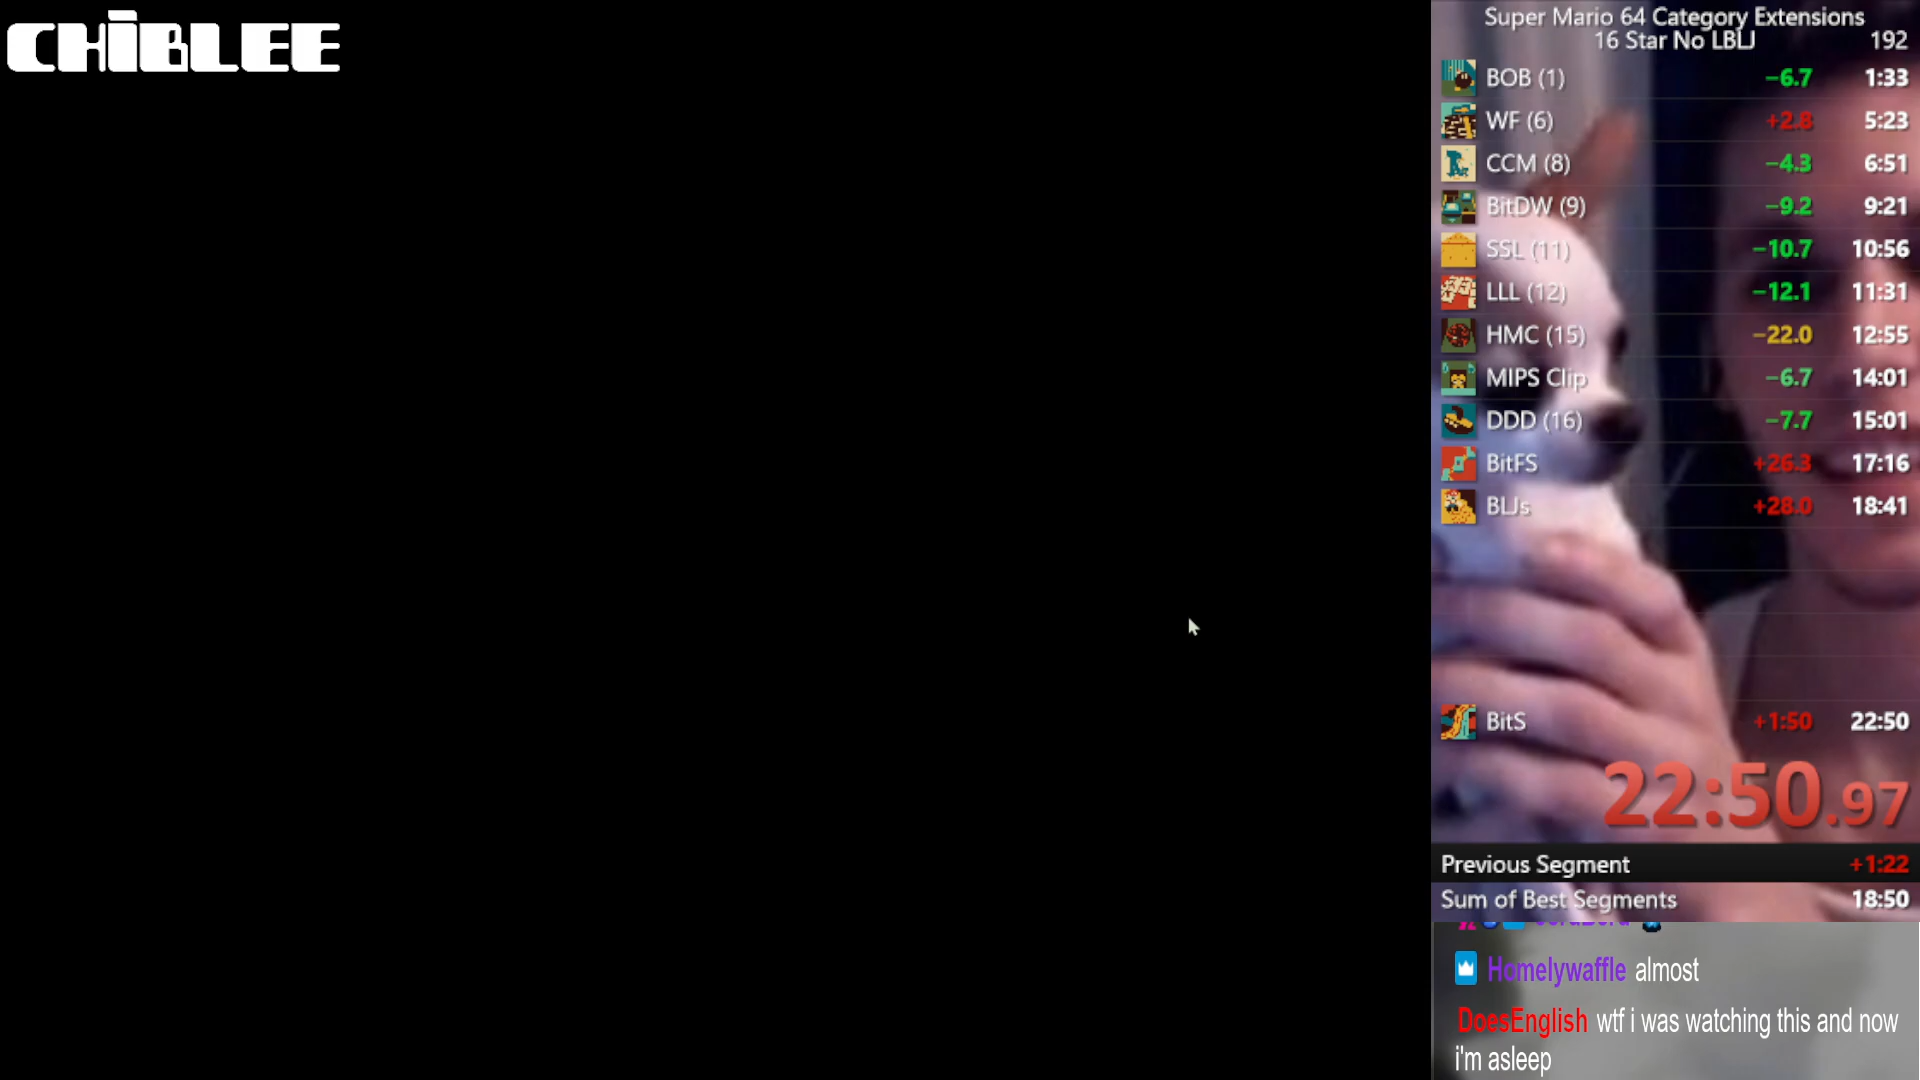 CHIBLEE
Super Mario 64 Category Extensions
16 Star No LBLJ 192
BOB (1) −6.7 1:33
WF (6) +2.8 5:23
CCM (8) −4.3 6:51
BitDW (9) −9.2 9:21
SSL (11) −10.7 10:56
LLL (12) −12.1 11:31
HMC (15) −22.0 12:55
MIPS Clip −6.7 14:01
DDD (16) −7.7 15:01
BitFS +26.3 17:16
BLJs +28.0 18:41
BitS +1:50 22:50
22:50.97
Previous Segment +1:22
Sum of Best Segments 18:50
Homelywaffle almost
DoesEnglish wtf i was watching this and now
i'm asleep